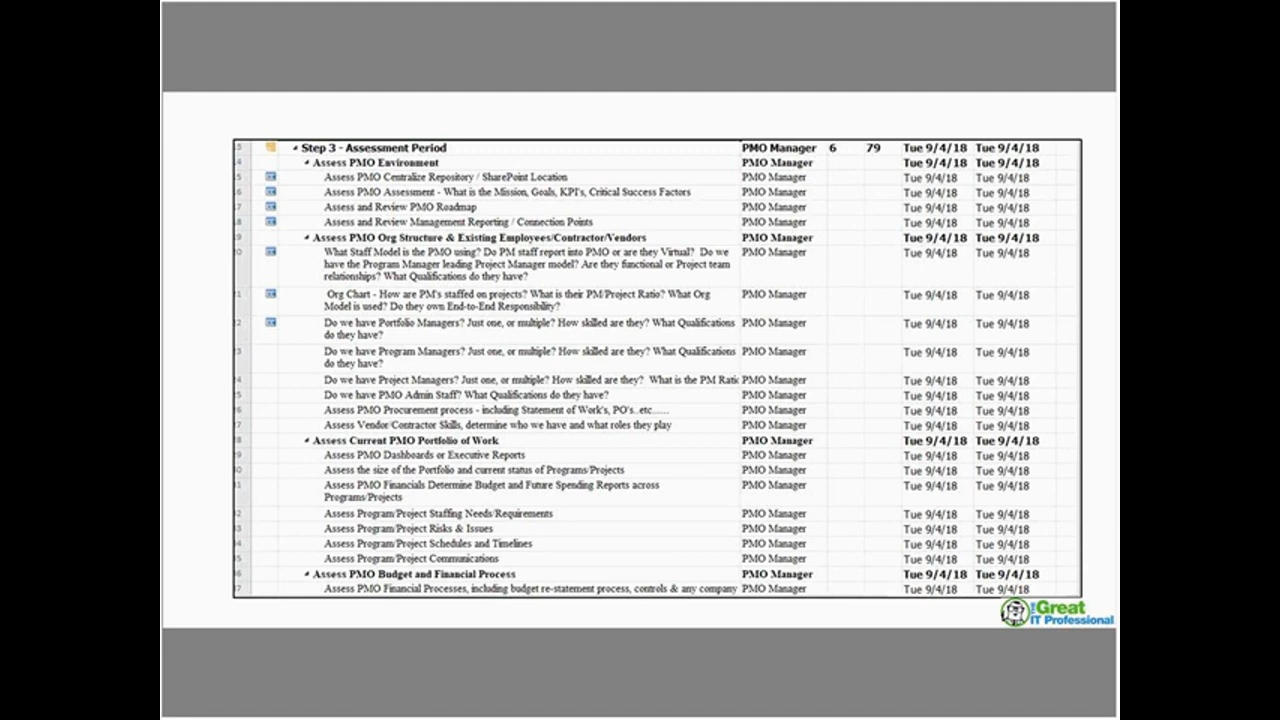 Step 3 - Assessment Period PMO Manager 6 79 Tue 9/4/18 Tue 9/4/18
Assess PMO Environment PMO Manager Tue 9/4/18 Tue 9/4/18
Assess PMO Centralize Repository / SharePoint Location PMO Manager Tue 9/4/18 Tue 9/4/18
Assess PMO Assessment - What is the Mission, Goals, KPI's, Critical Success Factors PMO Manager Tue 9/4/18 Tue 9/4/18
Assess and Review PMO Roadmap PMO Manager Tue 9/4/18 Tue 9/4/18
Assess and Review Management Reporting / Connection Points PMO Manager Tue 9/4/18 Tue 9/4/18
Assess PMO Org Structure & Existing Employees/Contractor/Vendors PMO Manager Tue 9/4/18 Tue 9/4/18
What Staff Model is the PMO using? Do PM staff report into PMO or are they Virtual? Do we PMO Manager Tue 9/4/18 Tue 9/4/18
have the Program Manager leading Project Manager model? Are they functional or Project team
relationships? What Qualifications do they have?
Org Chart - How are PM's staffed on projects? What is their PM/Project Ratio? What Org PMO Manager Tue 9/4/18 Tue 9/4/18
Model is used? Do they own End-to-End Responsiblity?
Do we have Portfolio Managers? Just one, or multiple? How skilled are they? What Qualifications PMO Manager Tue 9/4/18 Tue 9/4/18
do they have?
Do we have Program Managers? Just one, or multiple? How skilled are they? What Qualifications PMO Manager Tue 9/4/18 Tue 9/4/18
do they have?
Do we have Project Managers? Just one, or multiple? How skilled are they? What is the PM PMO Manager Tue 9/4/18 Tue 9/4/18
Do we have PMO Admin Staff? What Qualifications do they have? PMO Manager Tue 9/4/18 Tue 9/4/18
Assess PMO Procurement process - including Statement of Work's, PO's..etc...... PMO Manager Tue 9/4/18 Tue 9/4/18
Assess Vendor/Contractor Skills, determine who we have and what roles they play PMO Manager Tue 9/4/18 Tue 9/4/18
Assess Current PMO Portfolio of Work PMO Manager Tue 9/4/18 Tue 9/4/18
Assess PMO Dashboards or Executive Reports PMO Manager Tue 9/4/18 Tue 9/4/18
Assess the size of the Portfolio and current status of Programs/Projects PMO Manager Tue 9/4/18 Tue 9/4/18
Assess PMO Financials Determine Budget and Future Spending Reports across PMO Manager Tue 9/4/18 Tue 9/4/18
Programs/Projects
Assess Program/Project Staffing Needs/Requirements PMO Manager Tue 9/4/18 Tue 9/4/18
Assess Program/Project Risks & Issues PMO Manager Tue 9/4/18 Tue 9/4/18
Assess Program/Project Schedules and Timelines PMO Manager Tue 9/4/18 Tue 9/4/18
Assess Program/Project Communications PMO Manager Tue 9/4/18 Tue 9/4/18
Assess PMO Budget and Financial Process PMO Manager Tue 9/4/18 Tue 9/4/18
Assess PMO Financial Processes, including budget re-statement process, controls & any company PMO Manager Tue 9/4/18 Tue 9/4/18
THE Great
IT Professional